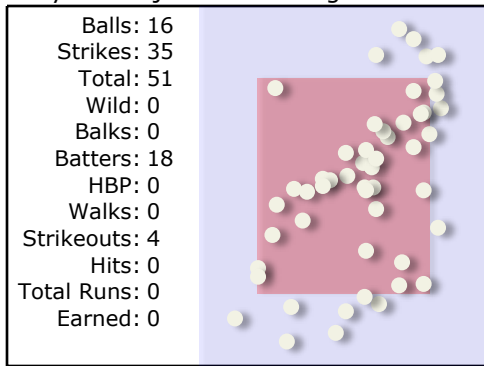 Balls: 16
Strikes: 35
Total: 51
Wild: 0
Balks: 0
Batters: 18
HBP: 0
Walks: 0
Strikeouts: 4
Hits: 0
Total Runs: 0
Earned: 0